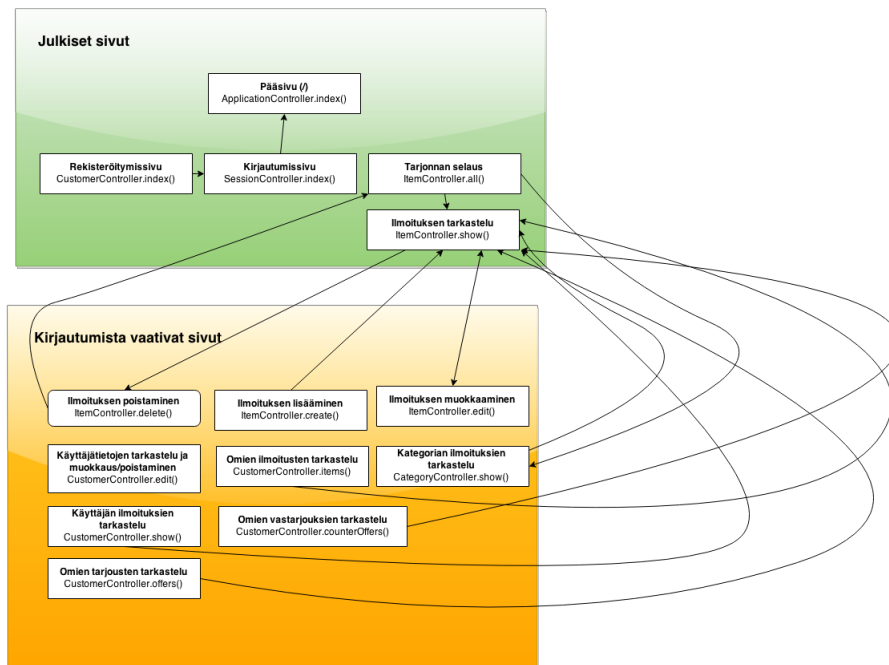 Julkiset sivut
Pääsivu (/)
ApplicationController.index()
Rekisteröitymissivu
CustomerController.index()
Kirjautumissivu
SessionController.index()
Tarjonnan selaus
ItemController.all()
Ilmoituksen tarkastelu
ItemController.show()
Kirjautumista vaativat sivut
Ilmoituksen poistaminen
ItemController.delete()
Ilmoituksen lisääminen
ItemController.create()
Ilmoituksen muokkaaminen
ItemController.edit()
Käyttäjätietojen tarkastelu ja
muokkaus/poistaminen
CustomerController.edit()
Omien ilmoitusten tarkastelu
CustomerController.items()
Kategorian ilmoituksien
tarkastelu
CategoryController.show()
Käyttäjän ilmoituksien
tarkastelu
CustomerController.show()
Omien vastarjouksien tarkastelu
CustomerController.counterOffers()
Omien tarjousten tarkastelu
CustomerController.offers()